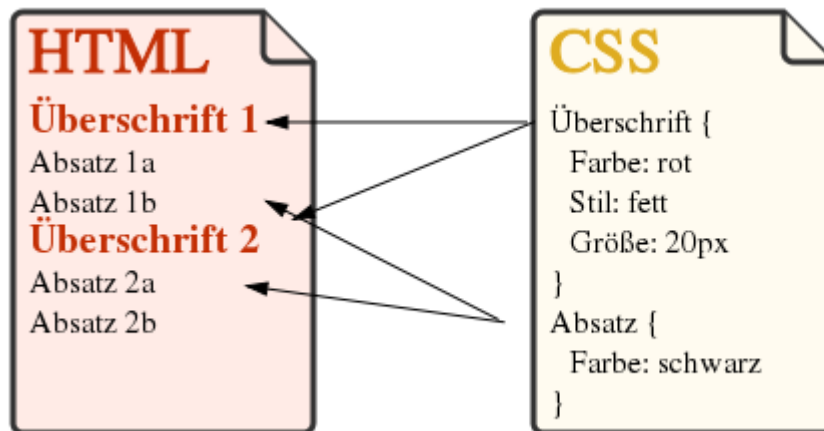 HTML
Überschrift 1
Absatz 1a
Absatz 1b
Überschrift 2
Absatz 2a
Absatz 2b
CSS
Überschrift {
Farbe: rot
Stil: fett
Größe: 20px
}
Absatz {
Farbe: schwarz
}